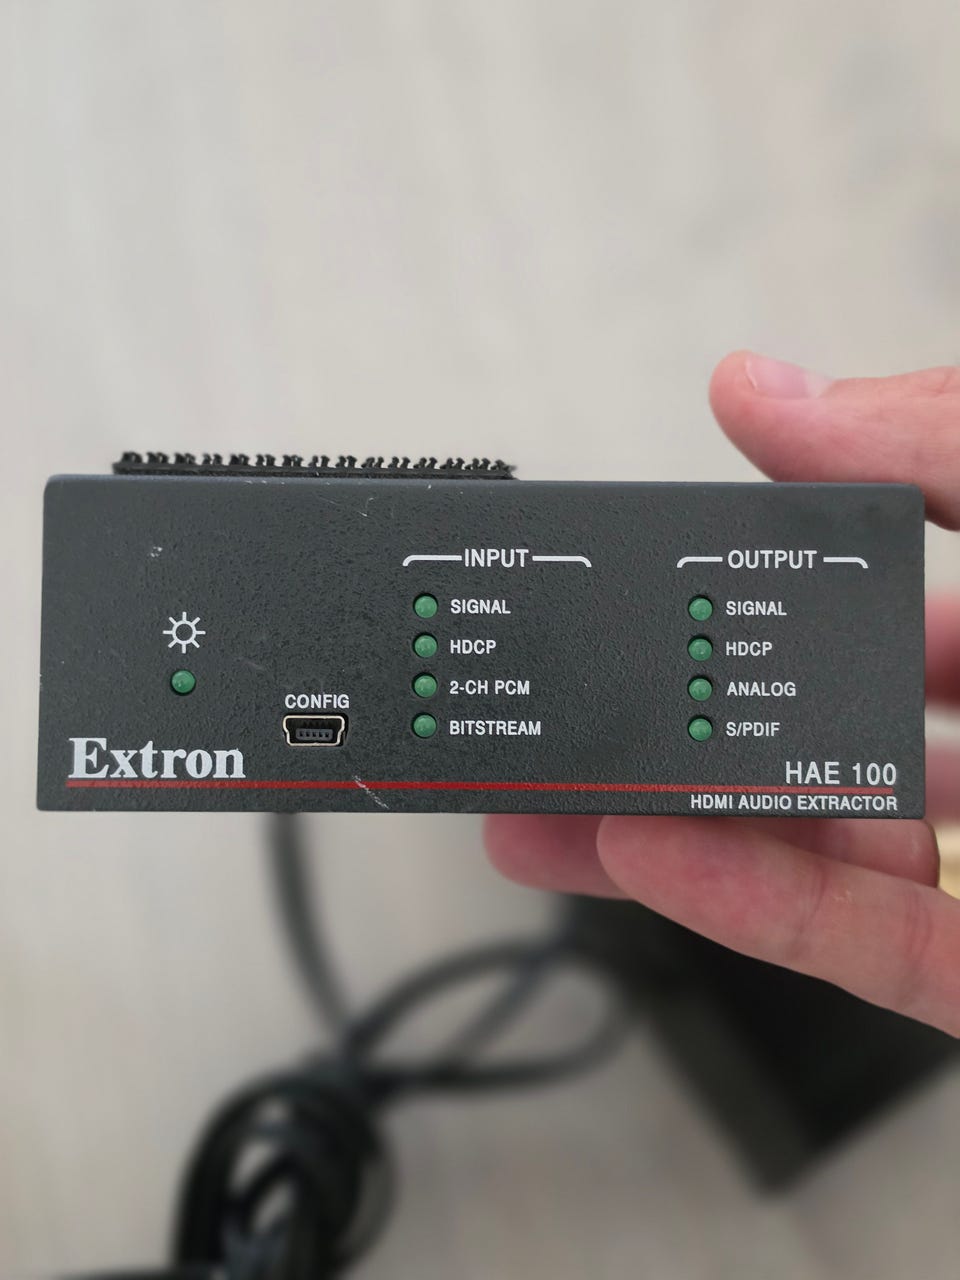 INPUT
SIGNAL
HDCP
2-CH PCM
BITSTREAM
OUTPUT
SIGNAL
HDCP
ANALOG
S/PDIF
CONFIG
Extron
HAE 100
HDMI AUDIO EXTRACTOR